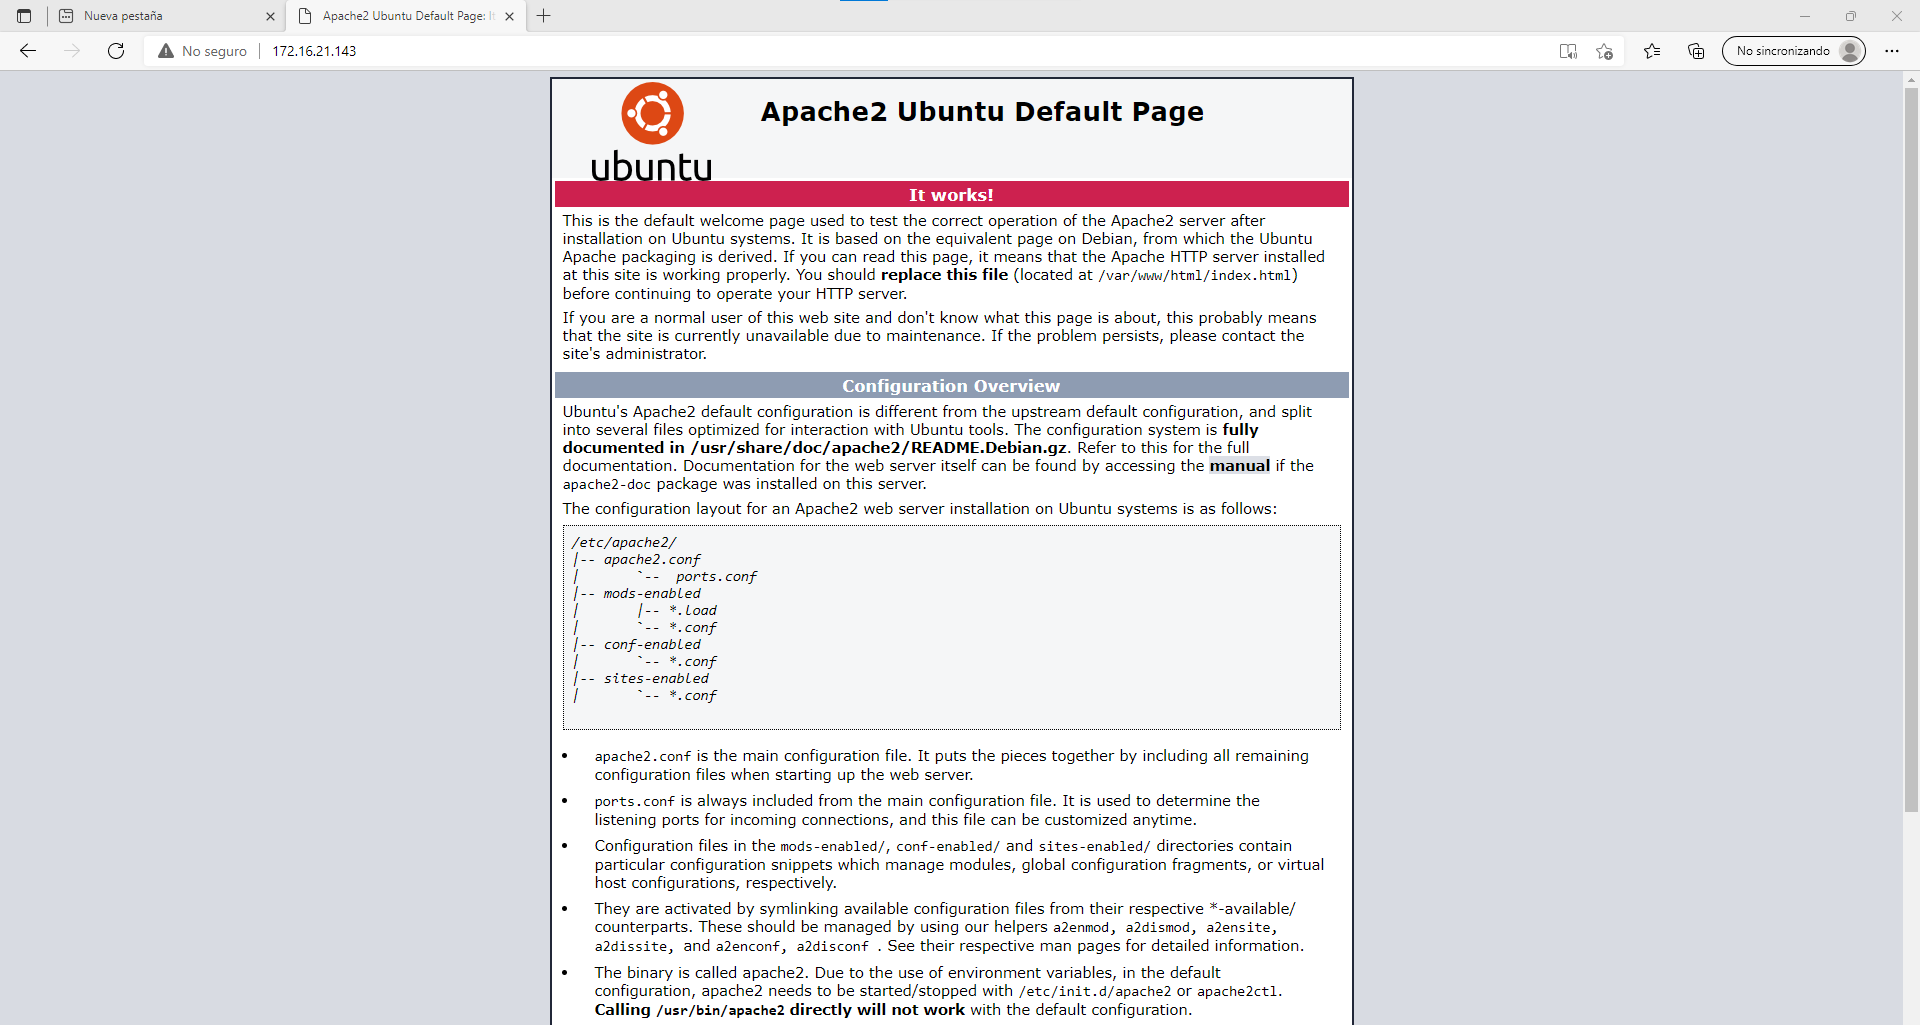 Nueva pestaña
Apache2 Ubuntu Default Page: It
No seguro
172.16.21.143
No sincronizando
ubuntu
Apache2 Ubuntu Default Page
It works!
This is the default welcome page used to test the correct operation of the Apache2 server after
installation on Ubuntu systems. It is based on the equivalent page on Debian, from which the Ubuntu
Apache packaging is derived. If you can read this page, it means that the Apache HTTP server installed
at this site is working properly. You should replace this file (located at /var/www/html/index.html)
before continuing to operate your HTTP server.
If you are a normal user of this web site and don't know what this page is about, this probably means
that the site is currently unavailable due to maintenance. If the problem persists, please contact the
site's administrator.
Configuration Overview
Ubuntu's Apache2 default configuration is different from the upstream default configuration, and split
into several files optimized for interaction with Ubuntu tools. The configuration system is fully
documented in /usr/share/doc/apache2/README.Debian.gz. Refer to this for the full
documentation. Documentation for the web server itself can be found by accessing the manual if the
apache2-doc package was installed on this server.
The configuration layout for an Apache2 web server installation on Ubuntu systems is as follows:
/etc/apache2/
|-- apache2.conf
|       `--  ports.conf
|-- mods-enabled
|       |-- *.load
|       `-- *.conf
|-- conf-enabled
|       `-- *.conf
|-- sites-enabled
|       `-- *.conf
• apache2.conf is the main configuration file. It puts the pieces together by including all remaining
configuration files when starting up the web server.
• ports.conf is always included from the main configuration file. It is used to determine the
listening ports for incoming connections, and this file can be customized anytime.
• Configuration files in the mods-enabled/, conf-enabled/ and sites-enabled/ directories contain
particular configuration snippets which manage modules, global configuration fragments, or virtual
host configurations, respectively.
• They are activated by symlinking available configuration files from their respective *-available/
counterparts. These should be managed by using our helpers a2enmod, a2dismod, a2ensite,
a2dissite, and a2enconf, a2disconf . See their respective man pages for detailed information.
• The binary is called apache2. Due to the use of environment variables, in the default
configuration, apache2 needs to be started/stopped with /etc/init.d/apache2 or apache2ctl.
Calling /usr/bin/apache2 directly will not work with the default configuration.